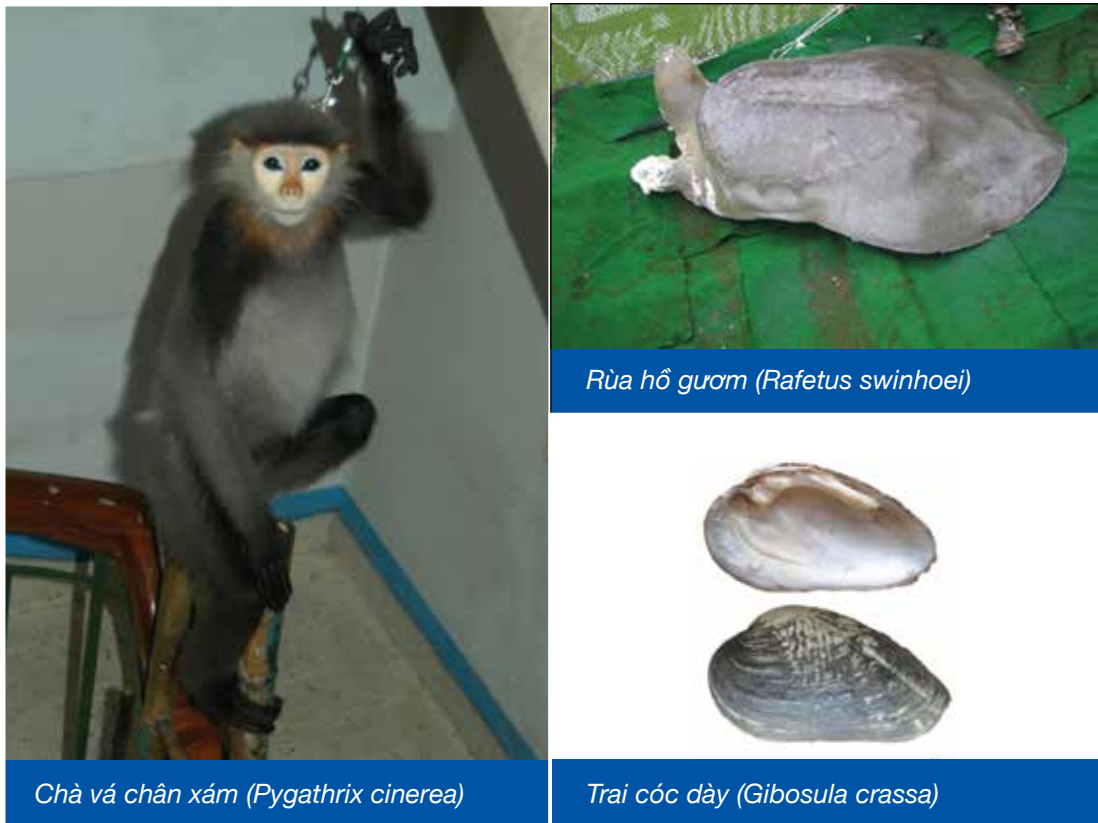 Rùa hồ gươm (Rafetus swinhoei)
Chà vá chân xám (Pygathrix cinerea)
Trai cóc dày (Gibosula crassa)